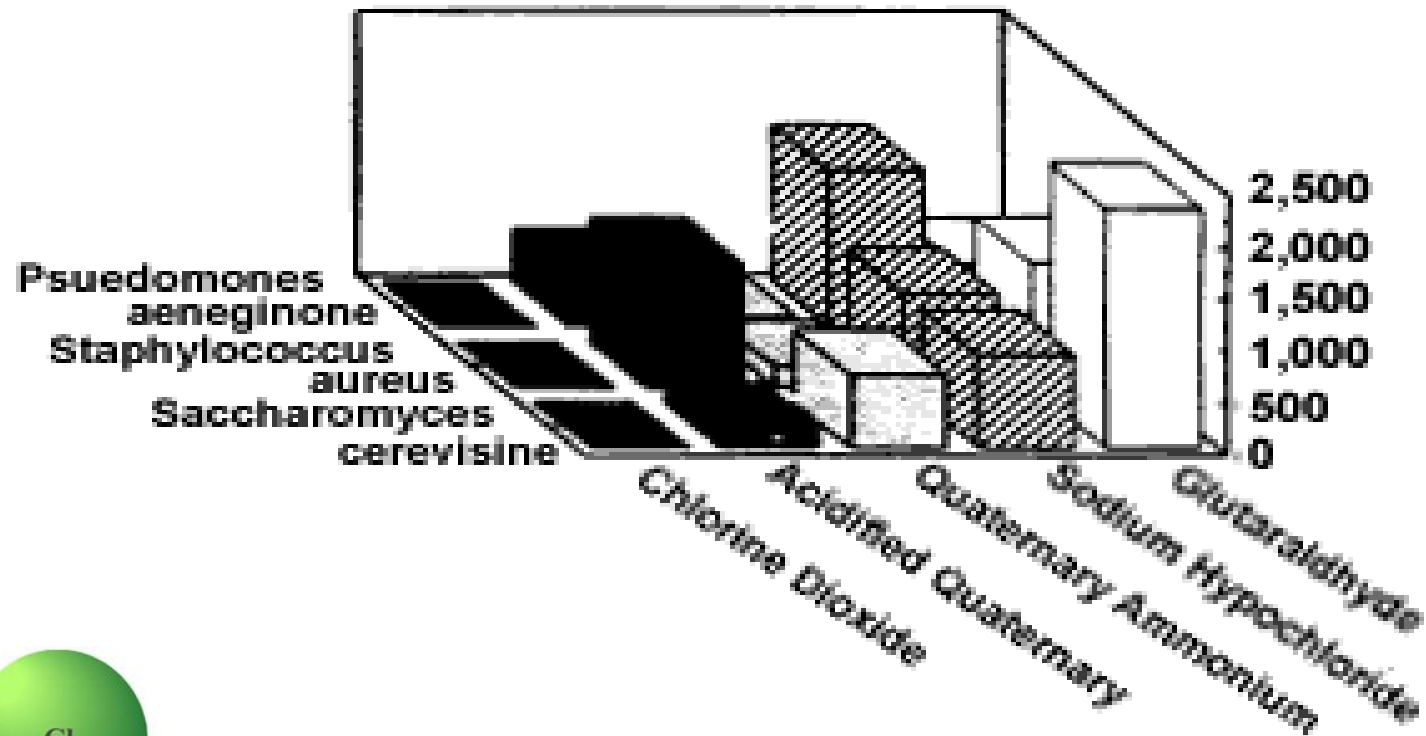 2,500
Psuedomones
aeneginone
Staphylococcus
aureus
Saccharomyces
cerevisine
2,000
1,500
1,000
500
0
Chlorine Dioxide
Acidified Quaternary
Quaternary Ammonium
Sodium Hypochloride
Glutaraldhyde